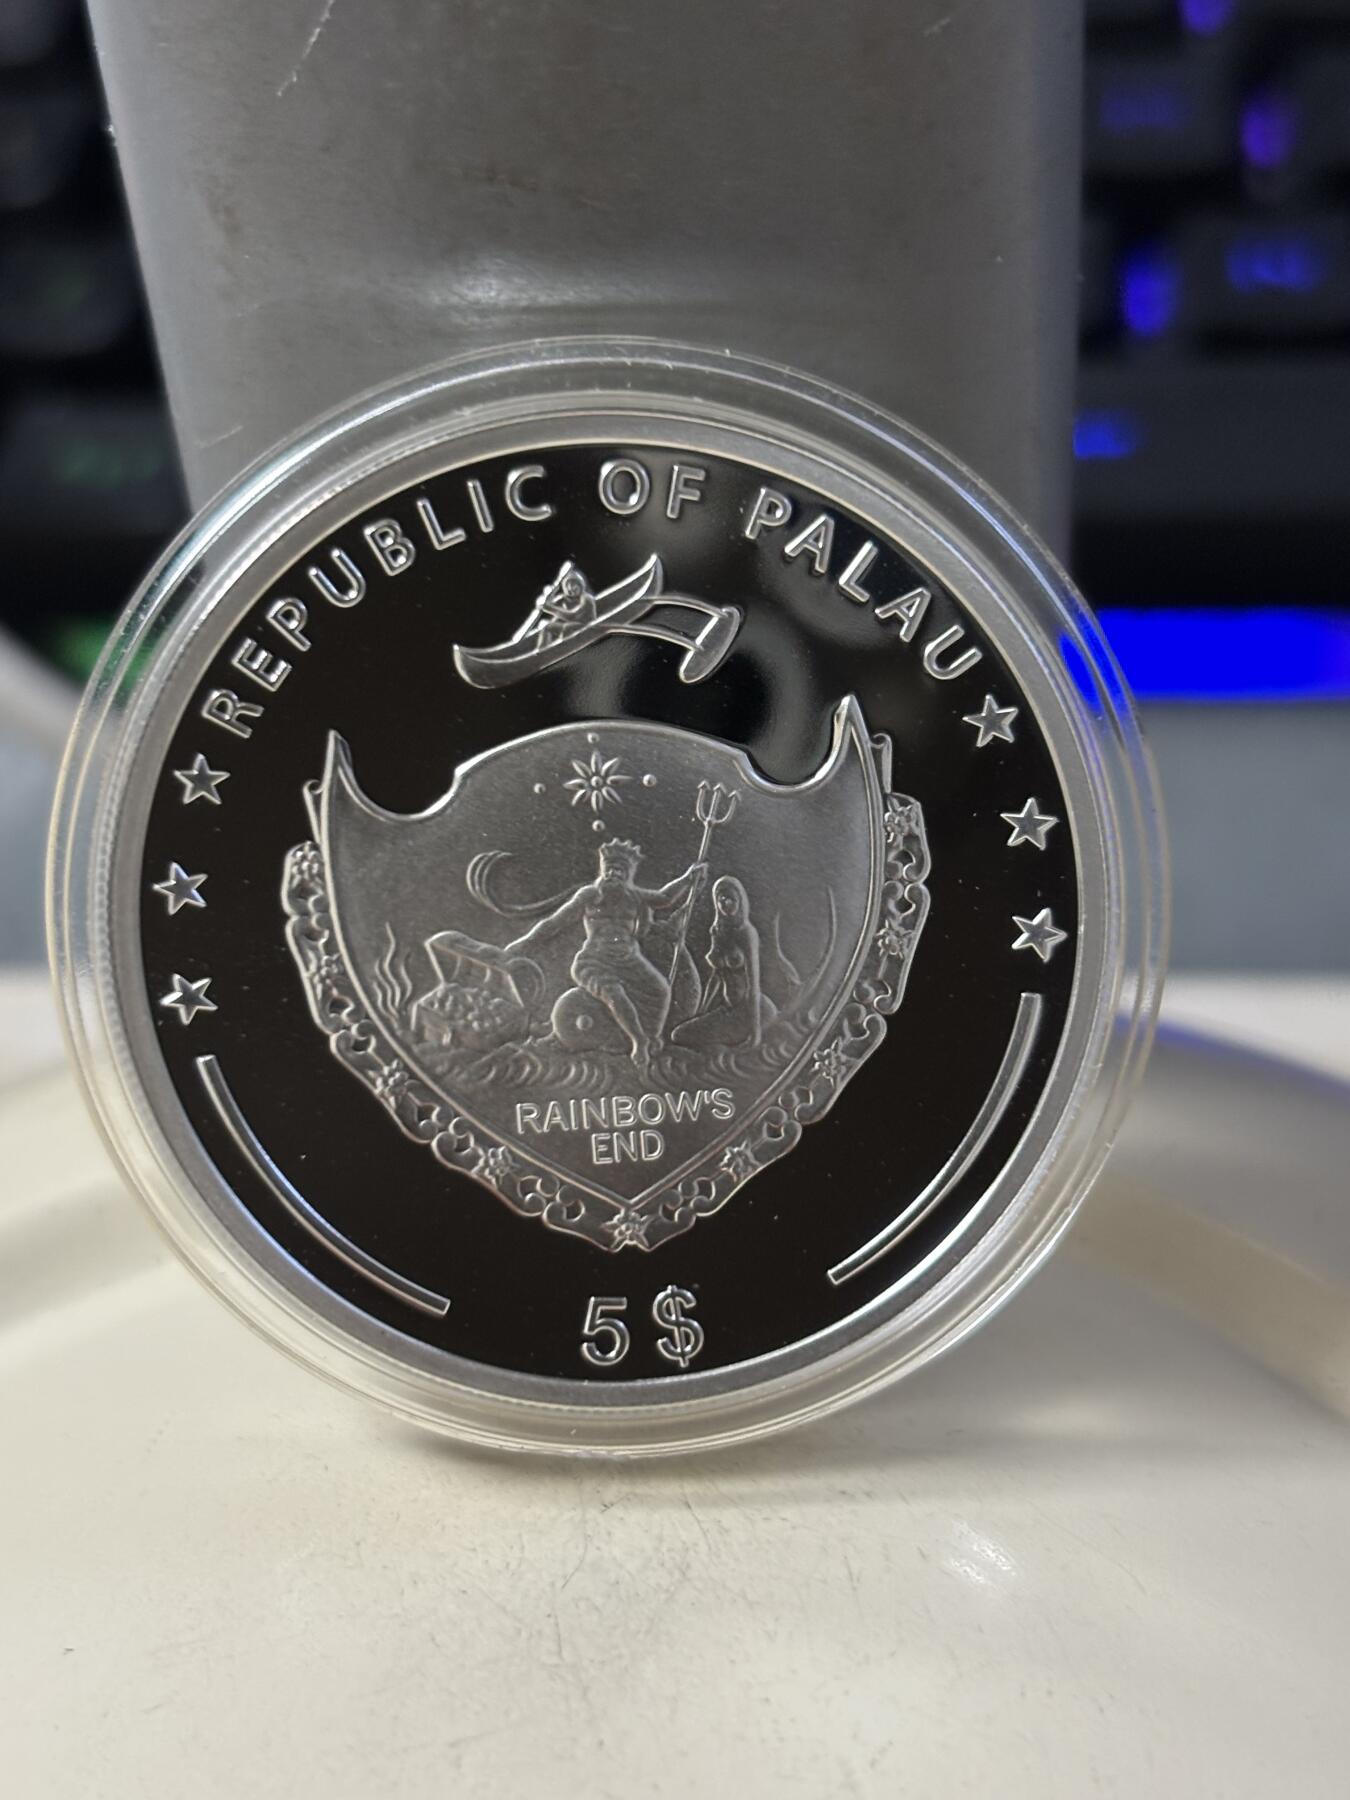 REPUBLIC OF PALAU
RAINBOW'S
END
5 $